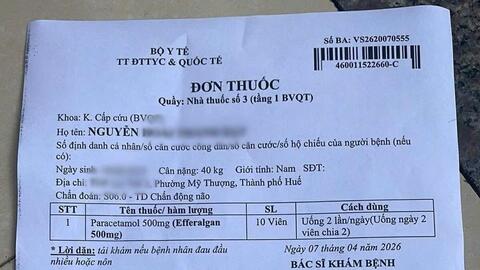 BỘ Y TẾ
TT ĐTTYC & QUỐC TẾ
Số BA: VS2620070555
460011522660-C
ĐƠN THUỐC
Quầy: Nhà thuốc số 3 (tầng 1 BVQT)
Khoa: K. Cấp cứu (BVQT)
Họ tên: NGUYỄN
Số định danh cá nhân/số căn cước công dân/số căn cước/số hộ chiếu của người bệnh (nếu
có):
Ngày sinh Cân nặng: 40 kg Giới tính: Nam SĐT:
Địa chỉ: Phường Mỹ Thượng, Thành phố Huế
Chẩn đoán: S06.0 - TD Chấn động não
STT Tên thuốc/ hàm lượng SL Cách dùng
1 Paracetamol 500mg (Efferalgan 500mg) 10 Viên Uống 2 lần/ngày(Uống ngày 2 viên chia 2)
* Lời dặn: tái khám nếu bệnh nhân đau đầu
nhiều hoặc nôn
Ngày 07 tháng 04 năm 2026
BÁC SĨ KHÁM BỆNH